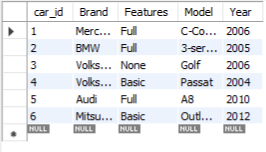 car_id Brand Features Model Year
1 Merc... Full C-Co... 2006
2 BMW Full 3-ser... 2005
3 Volks... None Golf 2006
4 Volks... Basic Passat 2004
5 Audi Full A8 2010
6 Mitsu... Basic Outl... 2012
NULL NULL NULL NULL NULL